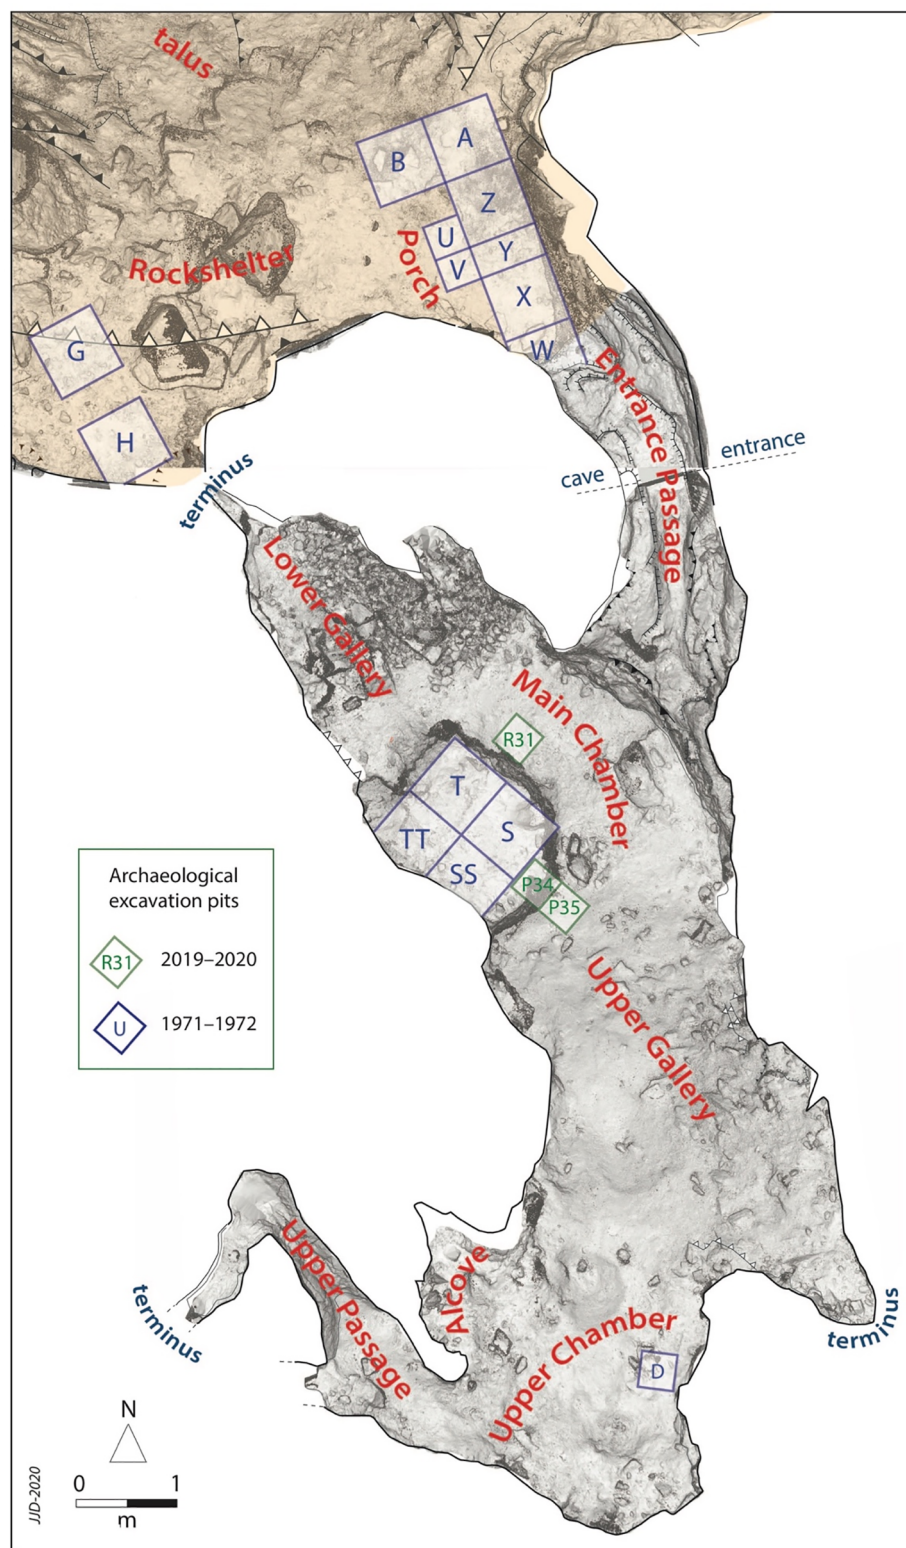 talus
A
B
Z
U
Porch
Y
V
Rockshelter
X
G
W
Entrance Passage
H
cave
entrance
terminus
Lower Gallery
Main Chamber
R31
T
TT
S
SS
P34
P35
Archaeological
excavation pits
R31 2019–2020
U 1971–1972
Upper Gallery
Upper Passage
Alcove
terminus
Upper Chamber
terminus
D
N
0 1
m
JJD-2020